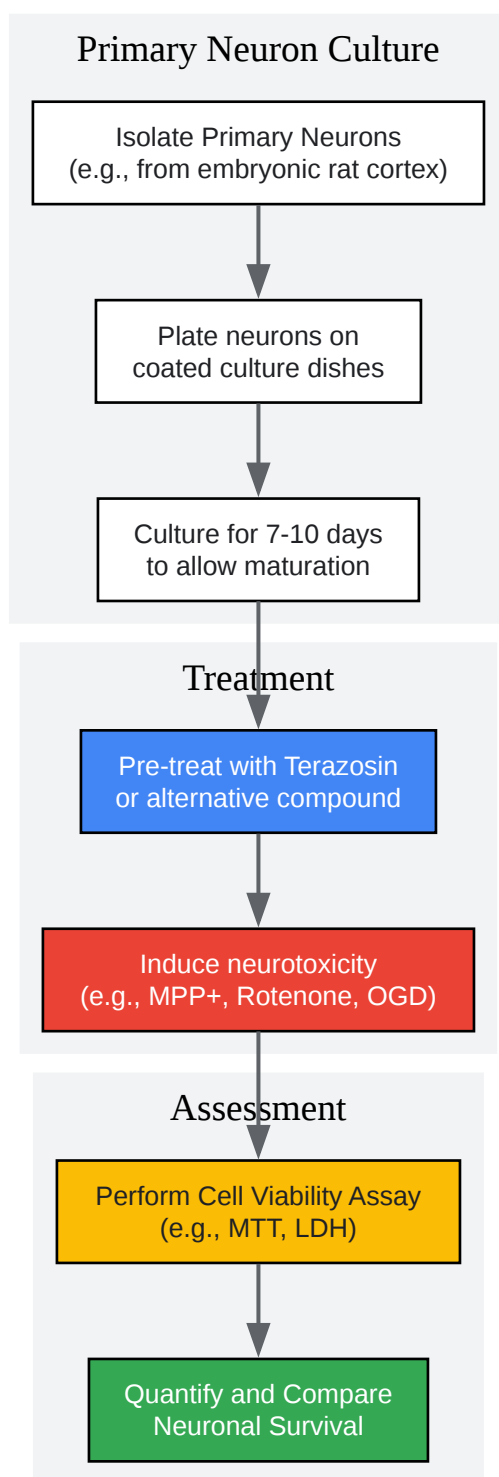 Primary Neuron Culture
Isolate Primary Neurons
(e.g., from embryonic rat cortex)
Plate neurons on
coated culture dishes
Culture for 7-10 days
to allow maturation
Treatment
Pre-treat with Terazosin
or alternative compound
Induce neurotoxicity
(e.g., MPP+, Rotenone, OGD)
Assessment
Perform Cell Viability Assay
(e.g., MTT, LDH)
Quantify and Compare
Neuronal Survival